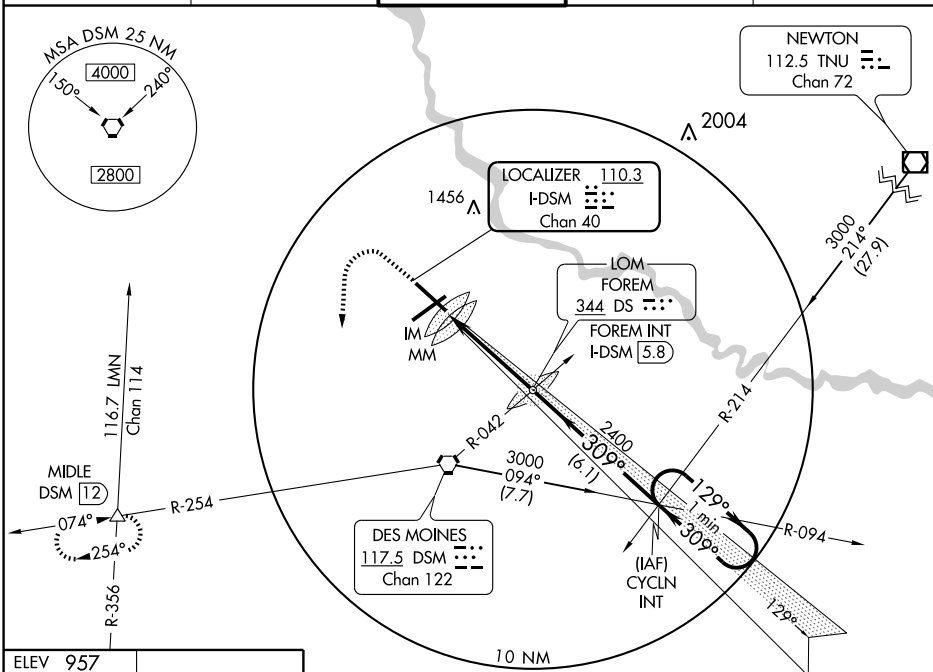 MSA DSM 25 NM
4000
150°
240°
2800
NEWTON
112.5 TNU
Chan 72
2004
1456
LOCALIZER 110.3
I-DSM
Chan 40
3000
214°
(27.9)
LOM
FOREM
344 DS
FOREM INT
I-DSM 5.8
IM
MM
116.7 LMN
Chan 114
R-214
R-042
2400
309°
(6.1)
3000
094°
(7.7)
MIDLE
DSM 12
R-254
074°
254°
R-356
DES MOINES
117.5 DSM
Chan 122
129°
1 min
309°
R-094
(IAF)
CYCLN
INT
129°
10 NM
ELEV 957